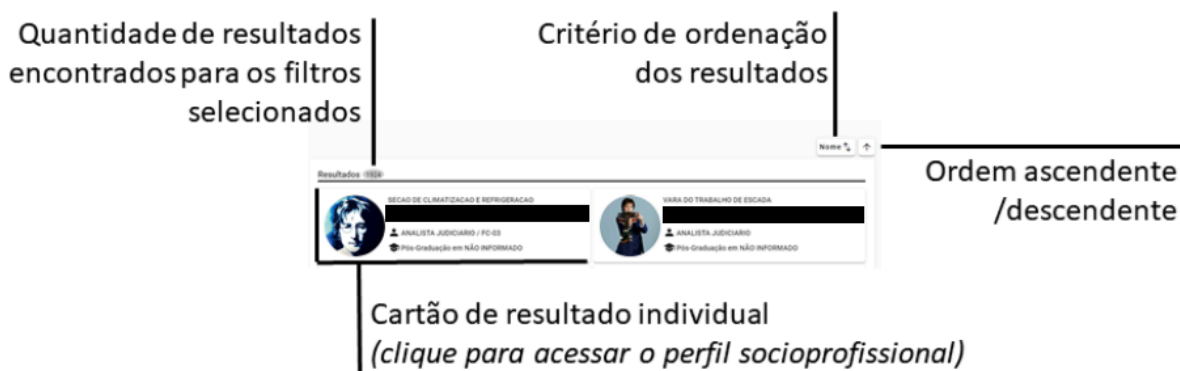 Quantidade de resultados
encontrados para os filtros
selecionados
Critério de ordenação
dos resultados
Nome
Ordem ascendente
/descendente
Resultados 1924
SECAO DE CLIMATIZACAO E REFRIGERACAO
ANALISTA JUDICIARIO / FC-03
Pós-Graduação em NÃO INFORMADO
VARA DO TRABALHO DE ESCADA
ANALISTA JUDICIARIO
Pós-Graduação em NÃO INFORMADO
Cartão de resultado individual
(clique para acessar o perfil socioprofissional)